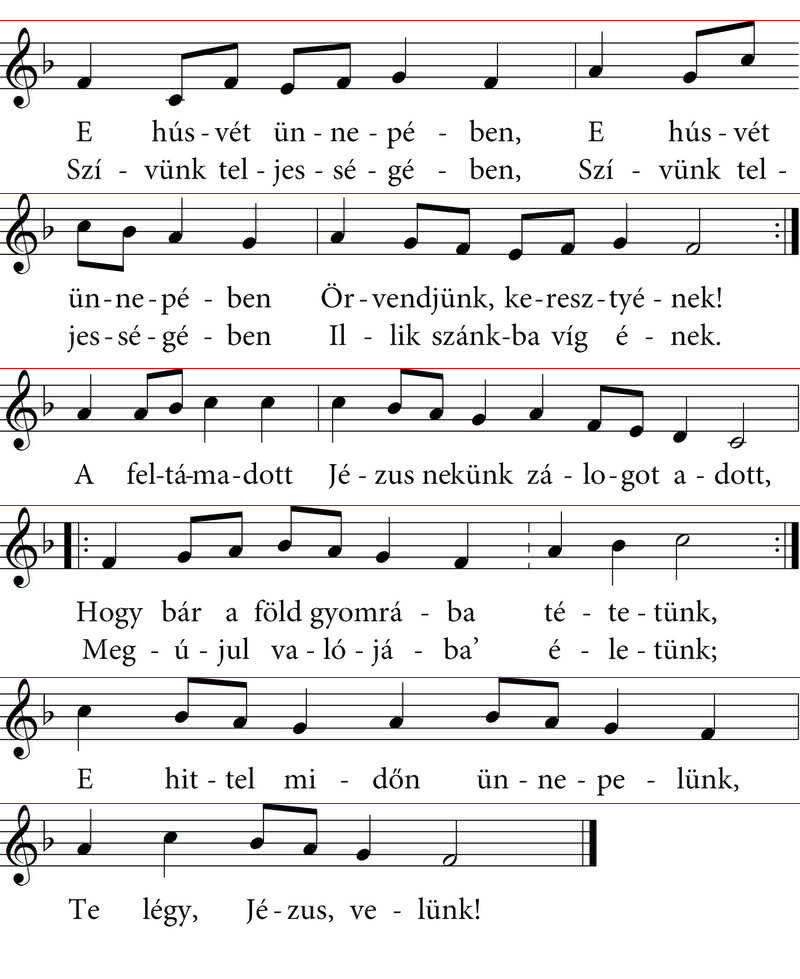 E hús - vét ün - ne - pé - ben, E hús - vét
Szí - vünk tel - jes - sé - gé - ben, Szí - vünk tel -
ün - ne - pé - ben Ör - vendjünk, ke - resz - tyé - nek!
jes - sé - gé - ben Il - lik szánk - ba víg é - nek.
A fel - tá - ma - dott Jé - zus nekünk zá - lo - got a - dott,
Hogy bár a föld gyomrá - ba té - te - tünk,
Meg - ú - jul va - ló - já - ba’ é - le - tünk;
E hit - tel mi - dőn ün - ne - pe - lünk,
Te légy, Jé - zus, ve - lünk!